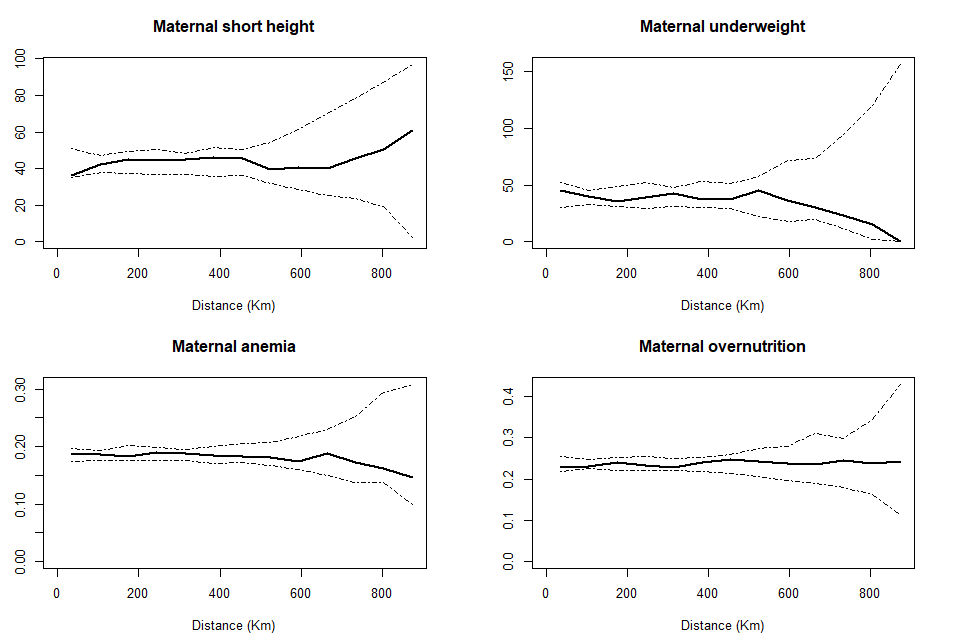 Maternal short height
100
80
60
40
20
0
0 200 400 600 800
Distance (Km)
Maternal underweight
150
100
50
0
0 200 400 600 800
Distance (Km)
Maternal anemia
0.30
0.20
0.10
0.00
0 200 400 600 800
Distance (Km)
Maternal overnutrition
0.4
0.3
0.2
0.1
0.0
0 200 400 600 800
Distance (Km)